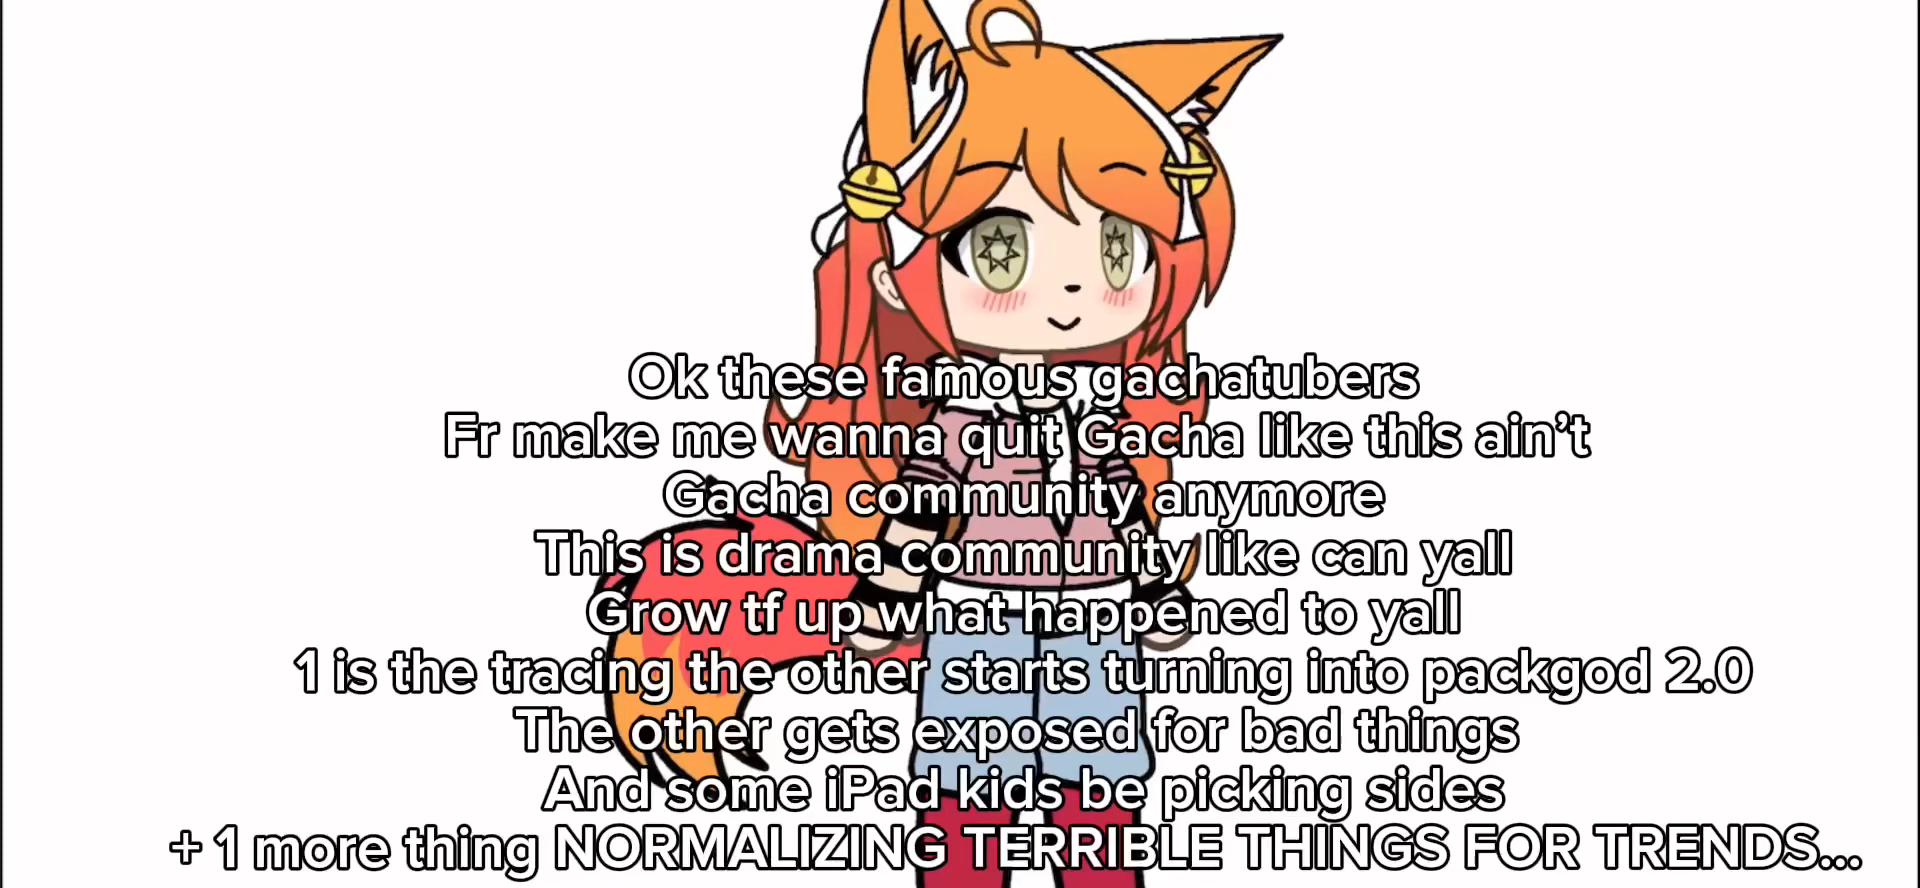 Ok these famous gachatubers
Fr make me wanna quit Gacha like this ain’t
Gacha community anymore
This is drama community like can yall
Grow tf up what happened to yall
1 is the tracing the other starts turning into packgod 2.0
The other gets exposed for bad things
And some iPad kids be picking sides
+ 1 more thing NORMALIZING TERRIBLE THINGS FOR TRENDS...